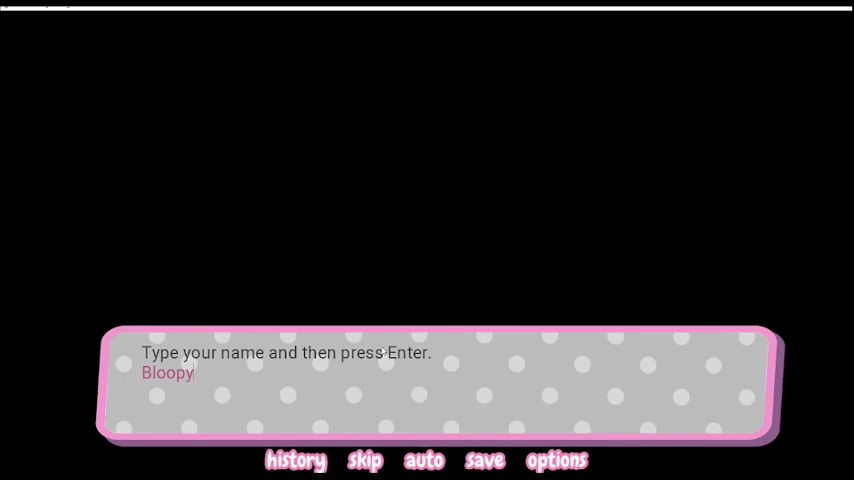 Type your name and then press Enter.
Bloopy
history skip auto save options